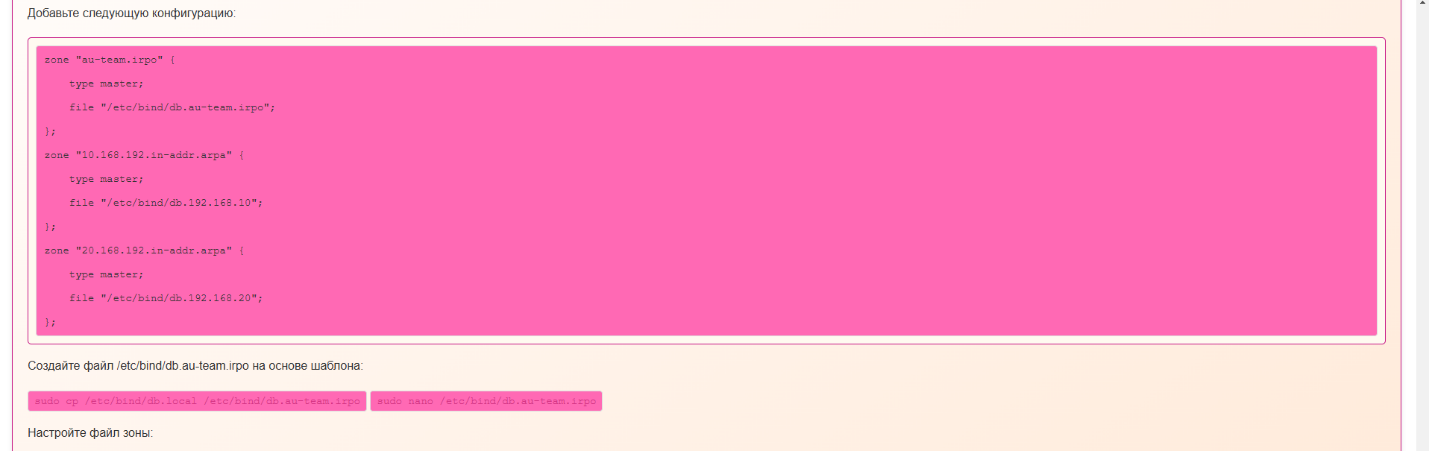 Добавьте следующую конфигурацию:
zone "au-team.irpo" {
    type master;
    file "/etc/bind/db.au-team.irpo";
};
zone "10.168.192.in-addr.arpa" {
    type master;
    file "/etc/bind/db.192.168.10";
};
zone "20.168.192.in-addr.arpa" {
    type master;
    file "/etc/bind/db.192.168.20";
};
Создайте файл /etc/bind/db.au-team.irpo на основе шаблона:
sudo cp /etc/bind/db.local /etc/bind/db.au-team.irpo sudo nano /etc/bind/db.au-team.irpo
Настройте файл зоны: